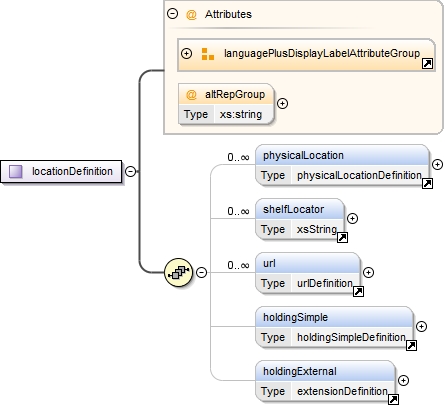 @ Attributes
languagePlusDisplayLabelAttributeGroup
@ altRepGroup
Type xs:string
locationDefinition
0..∞ physicalLocation
Type physicalLocationDefinition
0..∞ shelfLocator
Type xsString
0..∞ url
Type urlDefinition
holdingSimple
Type holdingSimpleDefinition
holdingExternal
Type extensionDefinition